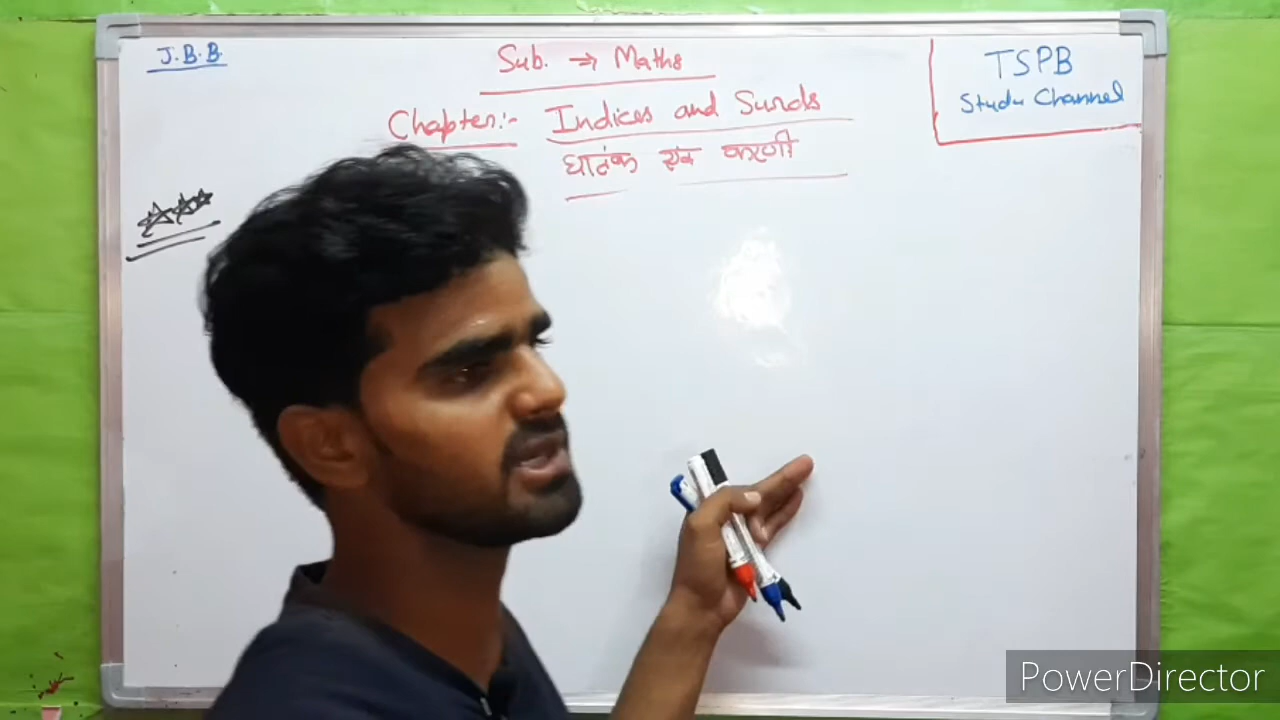 J.B.B.
Sub. → Maths
Chapter:- Indices and Surds
घातंक एवं करणी
TSPB
Study Channel
PowerDirector